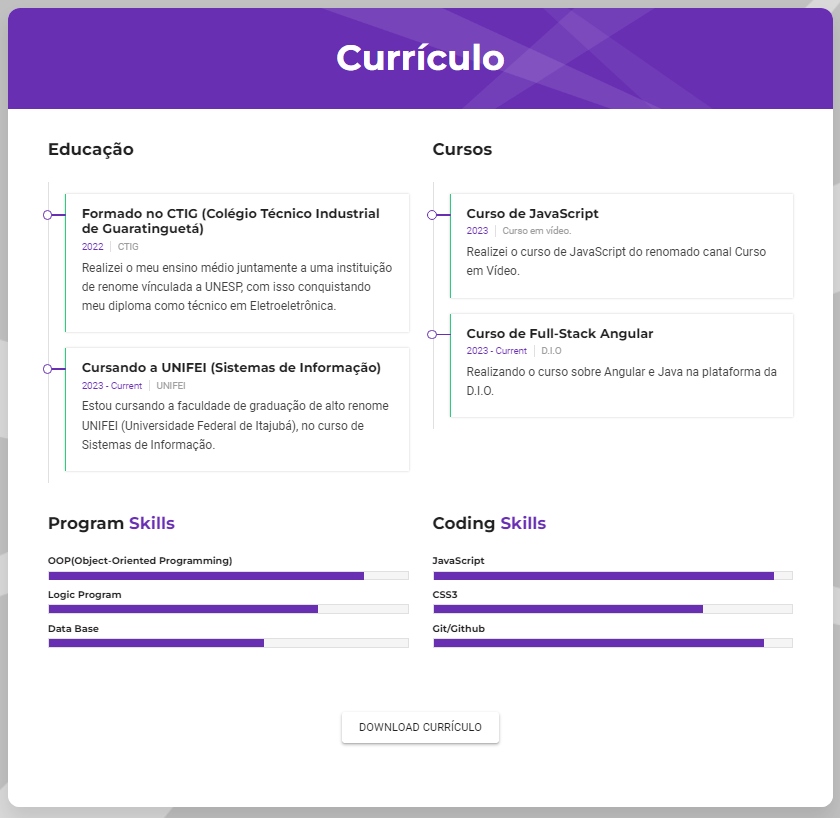 Currículo
Educação
Formado no CTIG (Colégio Técnico Industrial
de Guaratinguetá)
2022 CTIG
Realizei o meu ensino médio juntamente a uma instituição
de renome vínculada a UNESP, com isso conquistando
meu diploma como técnico em Eletroeletrônica.
Cursando a UNIFEI (Sistemas de Informação)
2023 - Current UNIFEI
Estou cursando a faculdade de graduação de alto renome
UNIFEI (Universidade Federal de Itajubá), no curso de
Sistemas de Informação.
Cursos
Curso de JavaScript
2023 Curso em vídeo.
Realizei o curso de JavaScript do renomado canal Curso
em Vídeo.
Curso de Full-Stack Angular
2023 - Current D.I.O
Realizando o curso sobre Angular e Java na plataforma da
D.I.O.
Program Skills
OOP(Object-Oriented Programming)
Logic Program
Data Base
Coding Skills
JavaScript
CSS3
Git/Github
DOWNLOAD CURRÍCULO